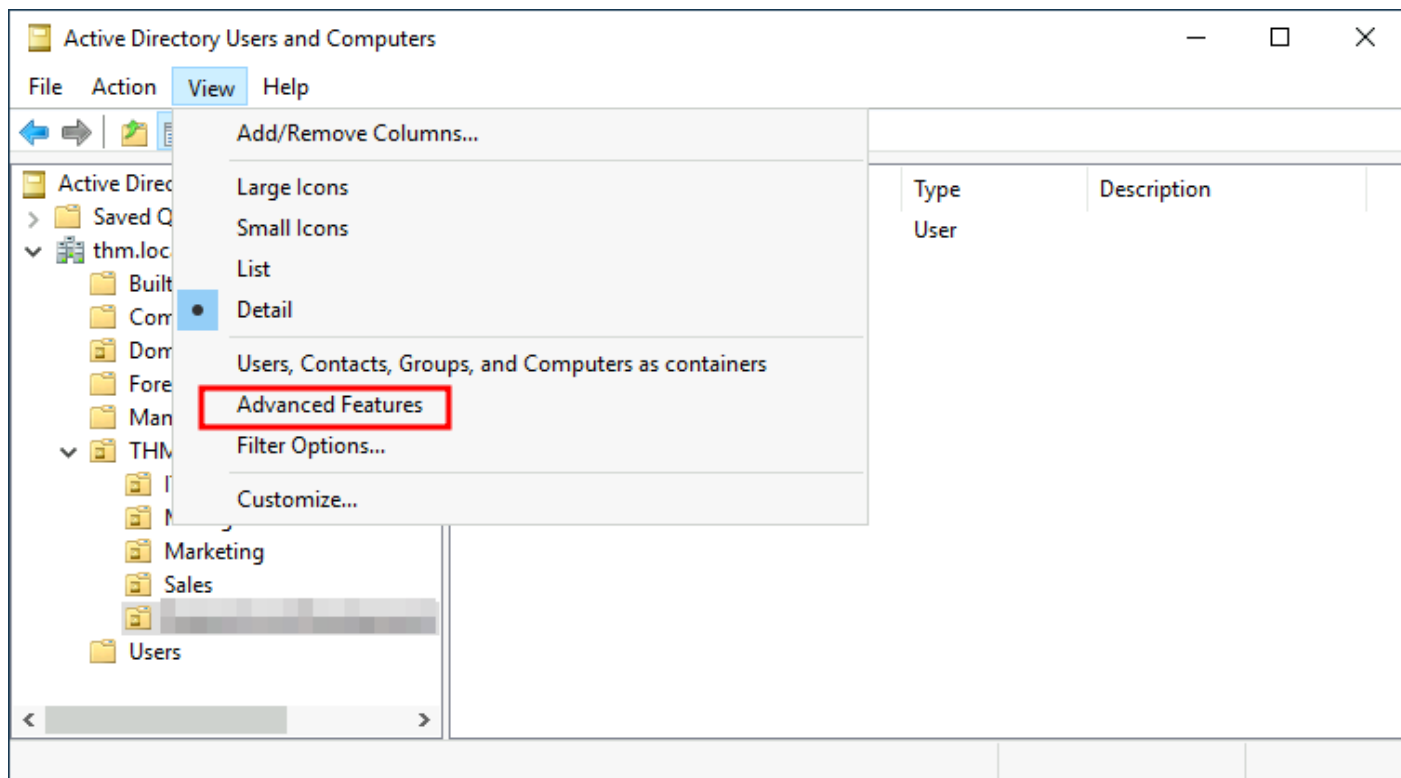 Active Directory Users and Computers
File Action View Help
Add/Remove Columns...
Large Icons
Small Icons
List
Detail
Users, Contacts, Groups, and Computers as containers
Advanced Features
Filter Options...
Customize...
Type Description
User
Active Direc
Saved Q
thm.loc
Built
Com
Dom
Fore
Man
THM
Marketing
Sales
Users